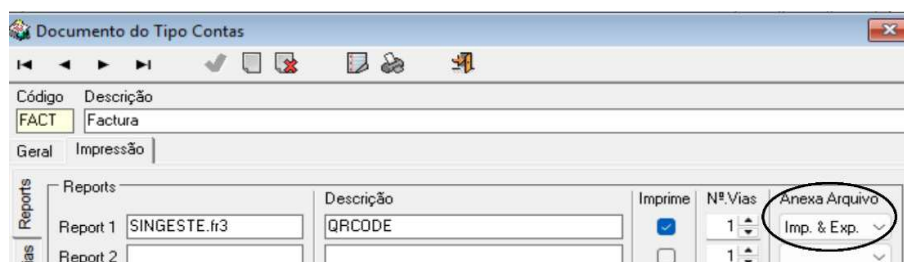 Documento do Tipo Contas
Código Descrição
FACT Factura
Geral Impressão
Reports
Reports Descrição Imprime Nº.Vias Anexa Arquivo
Report 1 SINGESTE.fr3 QRCODE 1 Imp. & Exp.
Report 2 1